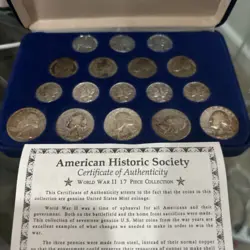 American Historic Society
Certificate of Authenticity
World War II 17 Piece Collection
This Certificate of Authenticity attests to the fact that the coins in this
collection are genuine United States Mint coinage.
World War II was a time of upheaval for all Americans and their
government. Both on the battlefield and the home front sacrifices were made.
This collection of seventeen genuine U.S. Mint coins from the war years are
excellent examples of what changes we needed to make in order to win the
war.
The three pennies were made from steel, instead of their normal copper